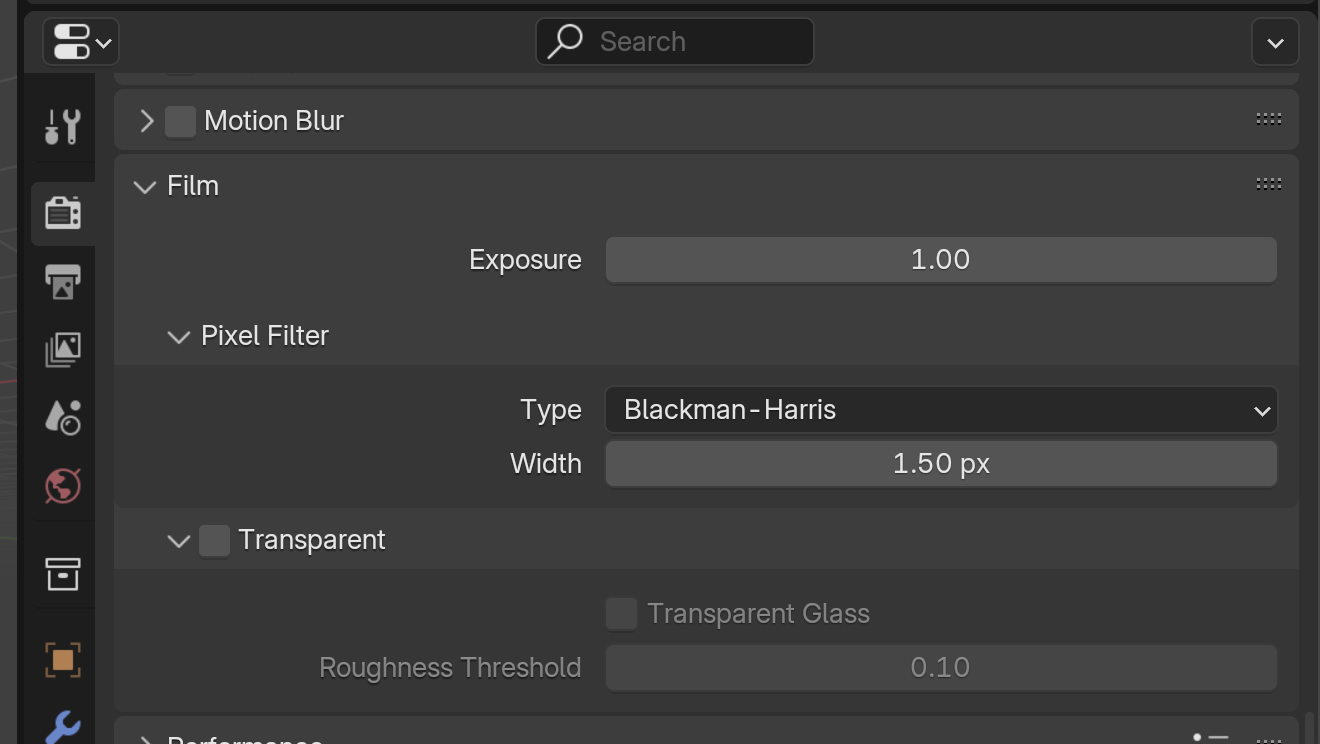 Search
Motion Blur
Film
Exposure 1.00
Pixel Filter
Type Blackman-Harris
Width 1.50 px
Transparent
Transparent Glass
Roughness Threshold 0.10
Performance